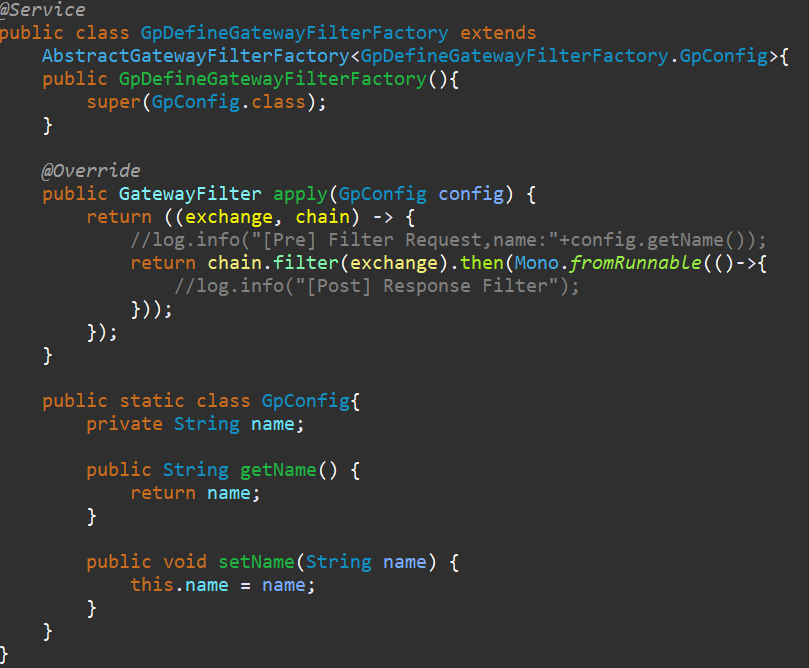 @Service
public class GpDefineGatewayFilterFactory extends
    AbstractGatewayFilterFactory<GpDefineGatewayFilterFactory.GpConfig>{
    public GpDefineGatewayFilterFactory(){
        super(GpConfig.class);
    }

    @Override
    public GatewayFilter apply(GpConfig config) {
        return ((exchange, chain) -> {
            //log.info("[Pre] Filter Request,name:"+config.getName());
            return chain.filter(exchange).then(Mono.fromRunnable(()->{
                //log.info("[Post] Response Filter");
            }));
        });
    }

    public static class GpConfig{
        private String name;

        public String getName() {
            return name;
        }

        public void setName(String name) {
            this.name = name;
        }
    }
}